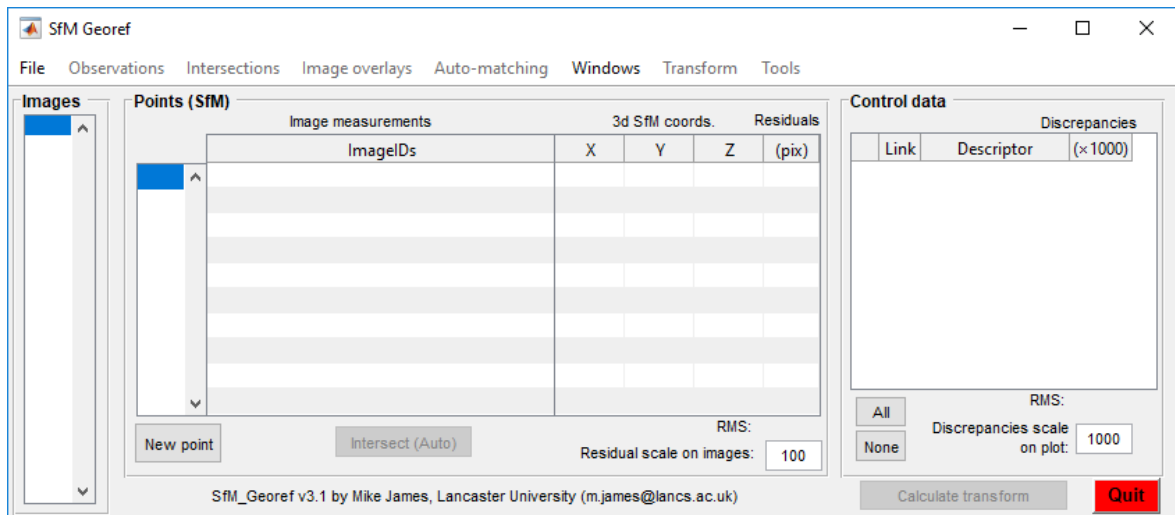 SfM Georef
File Observations Intersections Image overlays Auto-matching Windows Transform Tools
Images
Points (SfM)
Image measurements 3d SfM coords. Residuals
ImageIDs X Y Z (pix)
New point
Intersect (Auto)
RMS:
Residual scale on images: 100
Control data
Discrepancies
Link Descriptor (×1000)
All
None
RMS:
Discrepancies scale
on plot: 1000
SfM_Georef v3.1 by Mike James, Lancaster University (m.james@lancs.ac.uk)
Calculate transform
Quit